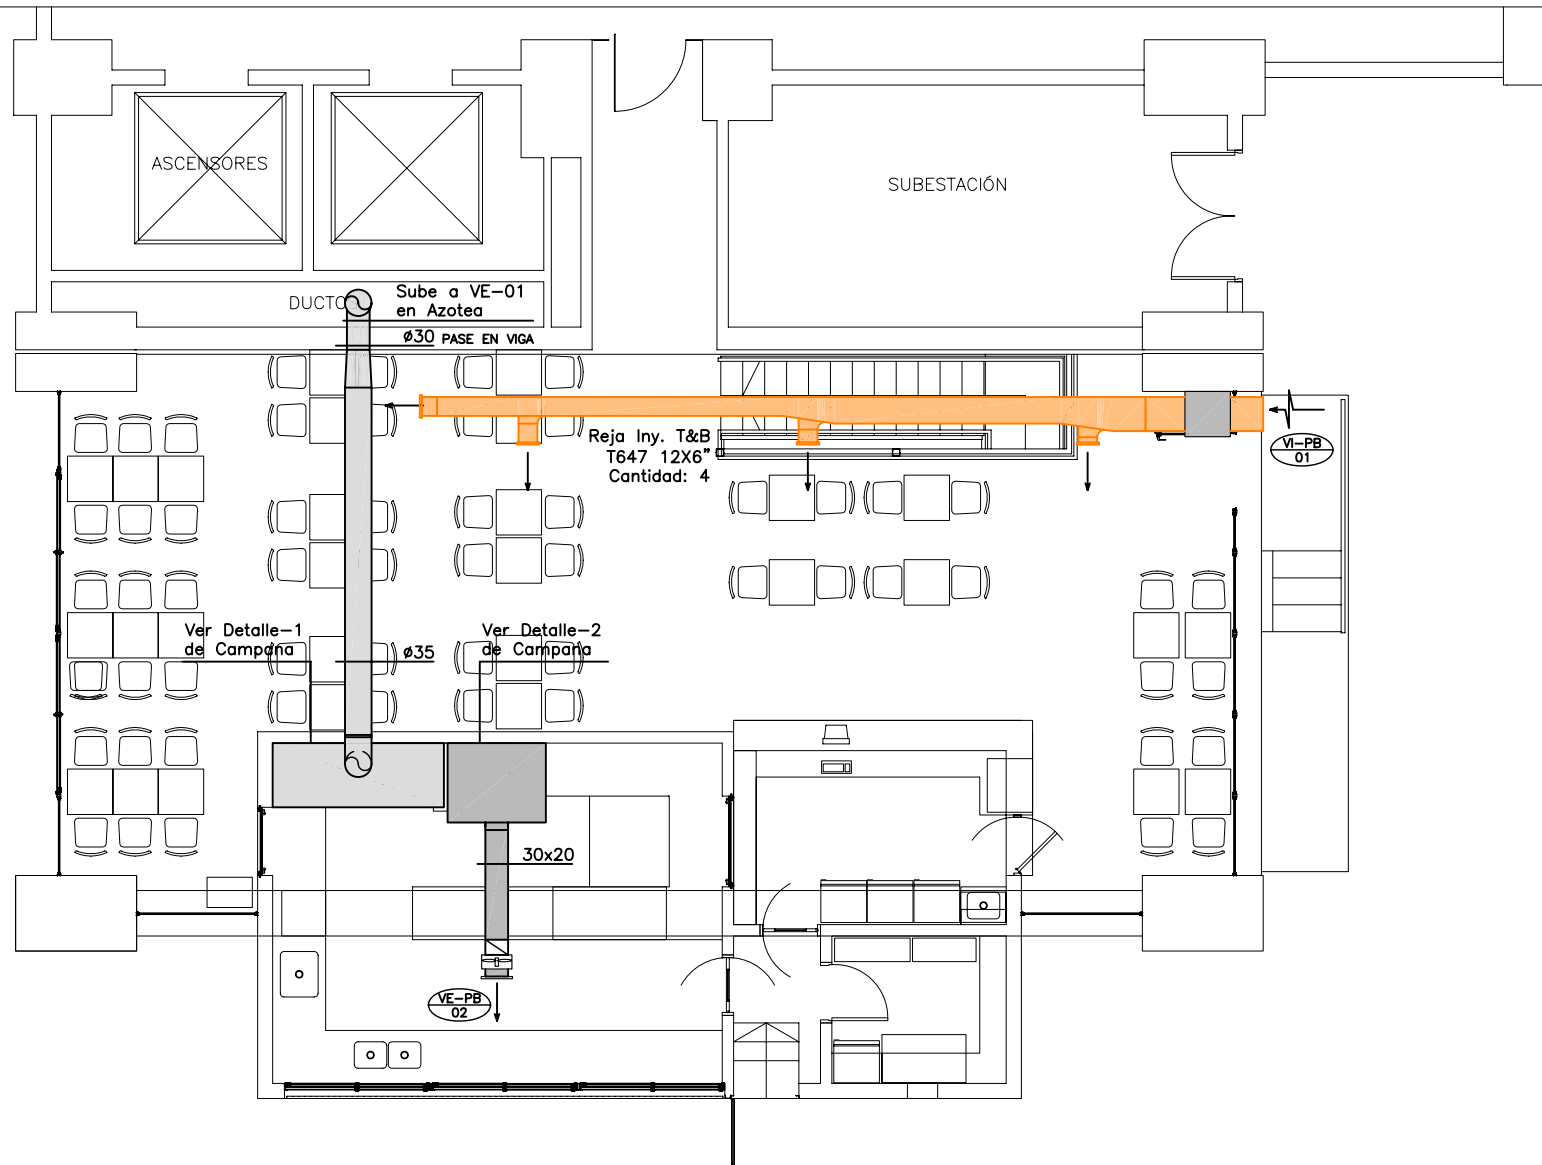 ASCENSORES
SUBESTACIÓN
DUCTO
Sube a VE-01
en Azotea
ø30 PASE EN VIGA
Reja Iny. T&B
T647 12X6"
Cantidad: 4
VI-PB
01
Ver Detalle-1
de Campana
ø35
Ver Detalle-2
de Campana
30x20
VE-PB
02